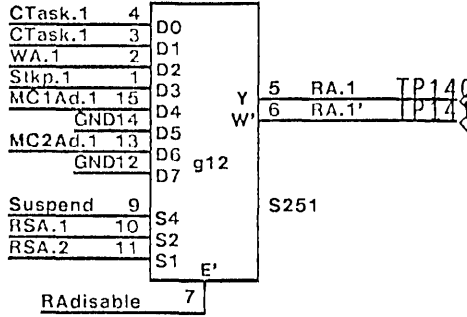 CTask.1 4 D0
CTask.1 3 D1
WA.1 2 D2
Stkp.1 1 D3
MC1Ad.1 15 D4
GND14 D5
MC2Ad.1 13 D6
GND12 D7
Y 5 RA.1 TP140
W' 6 RA.1' TP141
g12
S251
Suspend 9 S4
RSA.1 10 S2
RSA.2 11 S1
E'
RAdisable 7